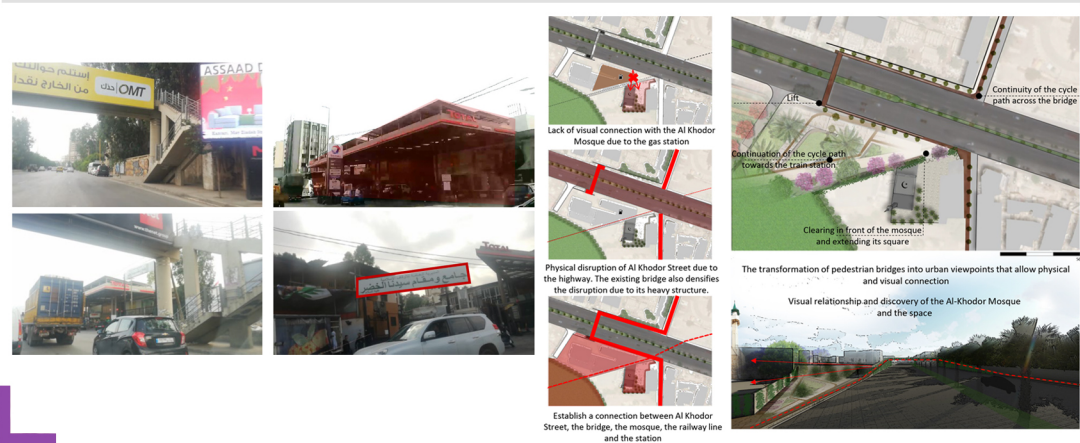 إستلم حوالتك
من الخارج نقداً
حدّك
OMT
ASSAAD D
TOTAL
جامع ومقام سيدنا الخضر
Lack of visual connection with the Al Khodor
Mosque due to the gas station
Physical disruption of Al Khodor Street due to
the highway. The existing bridge also densifies
the disruption due to its heavy structure.
Establish a connection between Al Khodor
Street, the bridge, the mosque, the railway line
and the station
Lift
Continuity of the cycle
path across the bridge
Continuation of the cycle path
towards the train station
Clearing in front of the mosque
and extending its square
The transformation of pedestrian bridges into urban viewpoints that allow physical
and visual connection
Visual relationship and discovery of the Al-Khodor Mosque
and the space